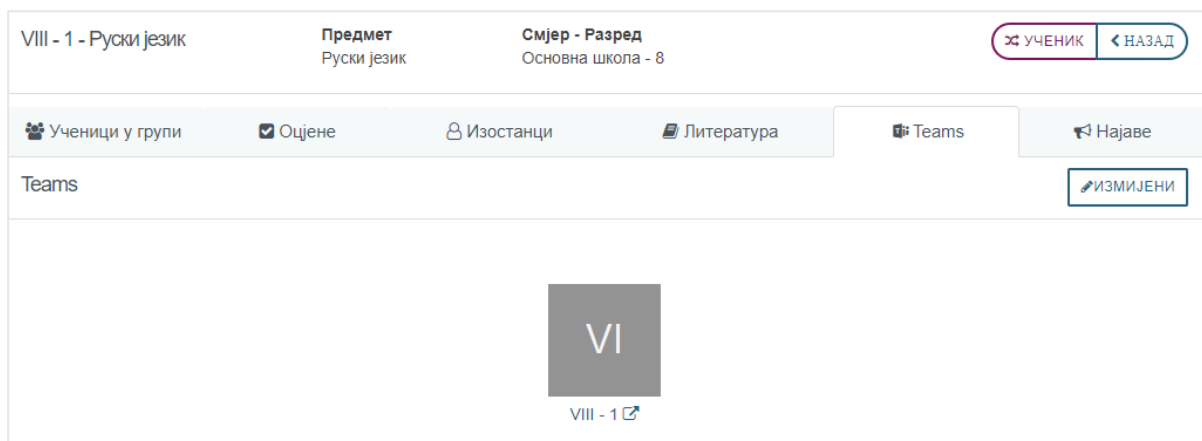 VIII - 1 - Руски језик
Предмет
Руски језик
Смјер - Разред
Основна школа - 8
УЧЕНИК
НАЗАД
Ученици у групи
Оцјене
Изостанци
Литература
Teams
Најаве
Teams
ИЗМИЈЕНИ
VI
VIII - 1